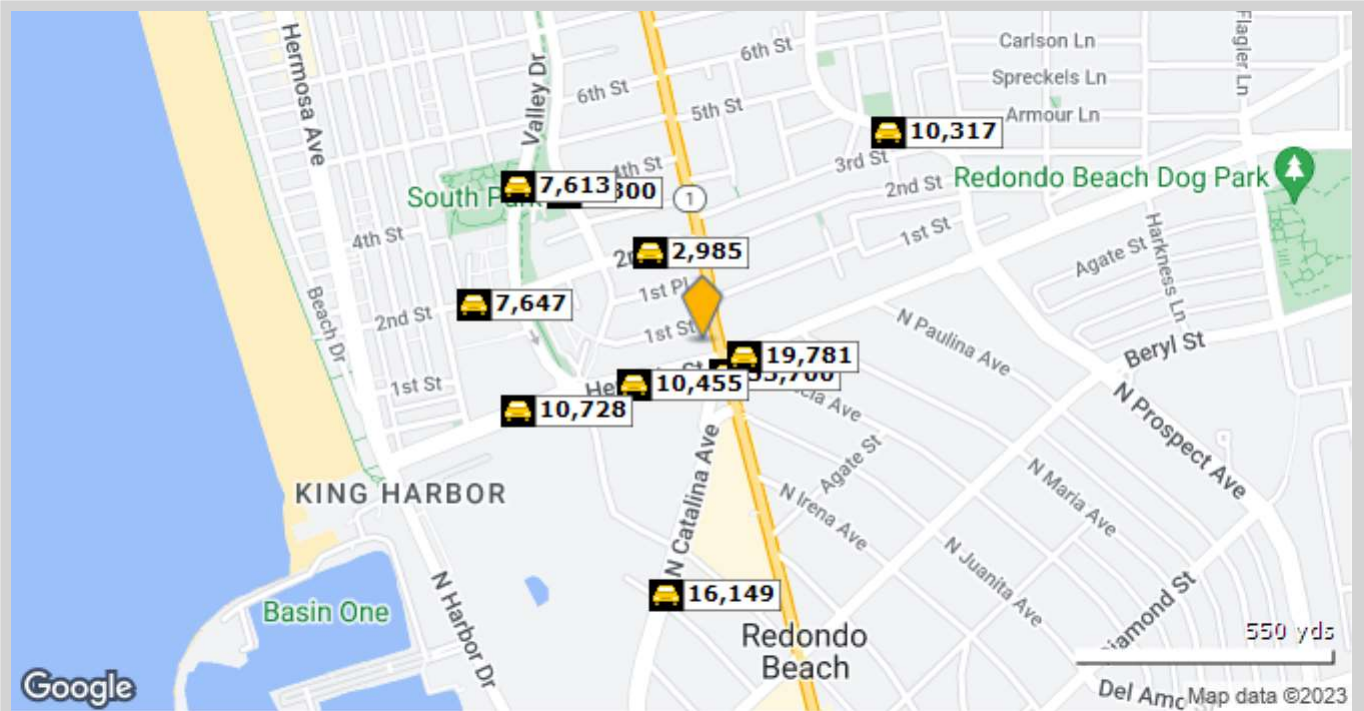 Carlson Ln
Spreckels Ln
Armour Ln
Flagler Ln
6th St
6th St
5th St
Hermosa Ave
Valley Dr
10,317
3rd St
2nd St
1st St
Redondo Beach Dog Park
4th St
7,613
300
South
1
4th St
2,985
1st Pl
7,647
2nd St
Beach Dr
1st St
1st St
Agate St
Harkness Ln
Beryl St
N Paulina Ave
19,781
10,455
10,728
Ave
KING HARBOR
N Catalina Ave
Agate St
N Irena Ave
N Maria Ave
N Prospect Ave
N Juanita Ave
Diamond St
N Harbor Dr
Basin One
16,149
Redondo
Beach
550 yds
Google
Map data ©2023